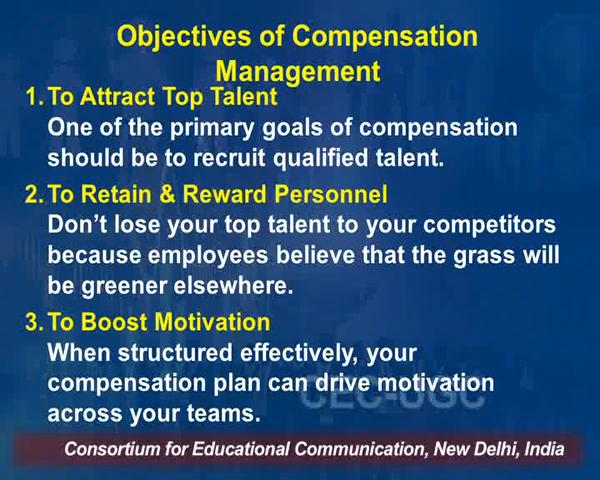 Objectives of Compensation
Management
1. To Attract Top Talent
One of the primary goals of compensation
should be to recruit qualified talent.
2. To Retain & Reward Personnel
Don’t lose your top talent to your competitors
because employees believe that the grass will
be greener elsewhere.
3. To Boost Motivation
When structured effectively, your
compensation plan can drive motivation
across your teams.
CEC-UGC
Consortium for Educational Communication, New Delhi, India